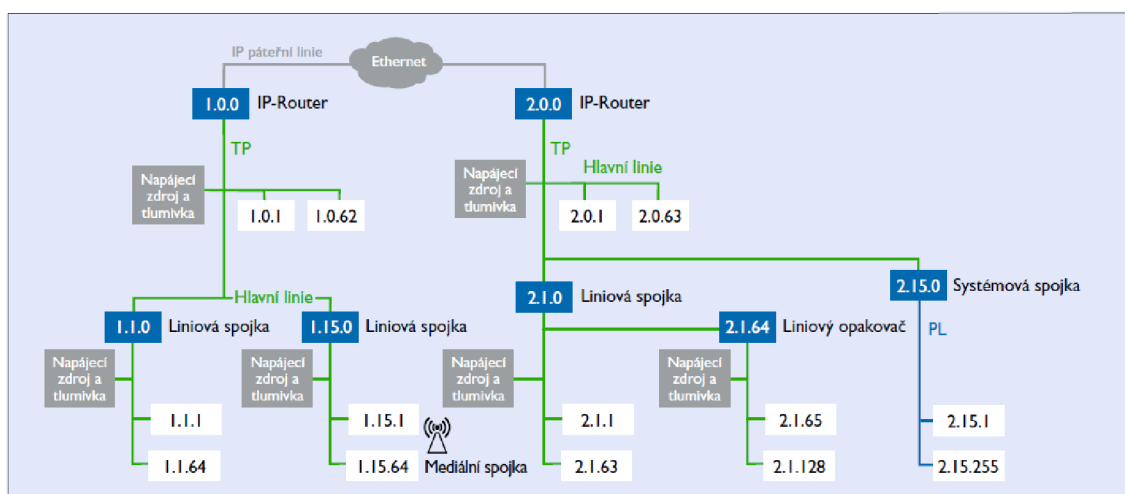 IP páteřní linie
Ethernet
1.0.0 IP-Router
2.0.0 IP-Router
TP
TP
Napájecí
zdroj a
tlumivka
1.0.1 1.0.62
Napájecí
zdroj a
tlumivka
Hlavní linie
2.0.1 2.0.63
Hlavní linie
1.1.0 Liniová spojka
1.15.0 Liniová spojka
2.1.0 Liniová spojka
2.15.0 Systémová spojka
2.1.64 Liniový opakovač
PL
Napájecí
zdroj a
tlumivka
Napájecí
zdroj a
tlumivka
Napájecí
zdroj a
tlumivka
Napájecí
zdroj a
tlumivka
1.1.1
1.15.1
2.1.1
2.1.65
2.15.1
1.1.64
1.15.64 Mediální spojka
2.1.63
2.1.128
2.15.255